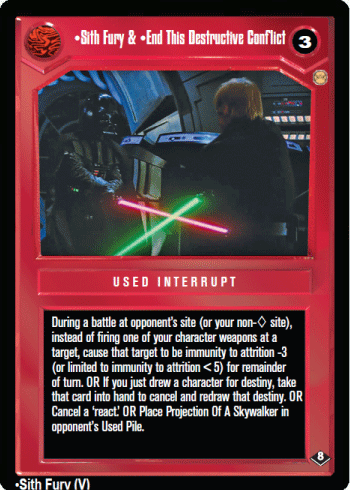 •Sith Fury & •End This Destructive Conflict
3
USED INTERRUPT
During a battle at opponent's site (or your non-◇ site),
instead of firing one of your character weapons at a
target, cause that target to be immunity to attrition -3
(or limited to immunity to attrition < 5) for remainder
of turn. OR If you just drew a character for destiny, take
that card into hand to cancel and redraw that destiny. OR
Cancel a 'react.' OR Place Projection Of A Skywalker in
opponent's Used Pile.
8
•Sith Fury (V)